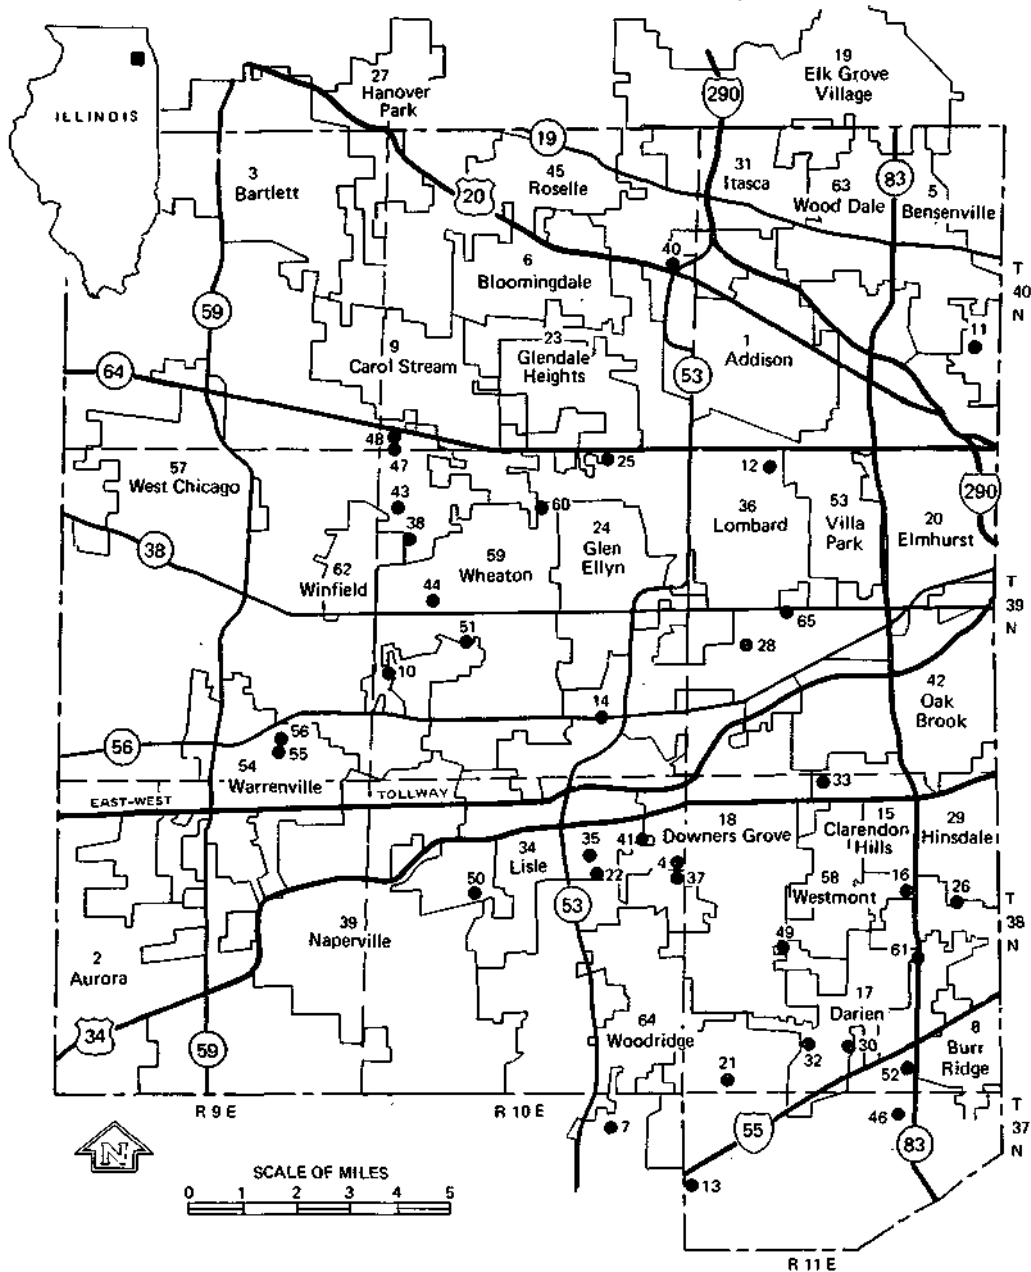 ILLINOIS
27
Hanover
Park
19
Elk Grove
Village
290
19
3
Bartlett
45
Roselle
20
31
Itasca
63
Wood Dale
83
5
Bensenville
T
40
N
6
Bloomingdale
40
59
9
Carol Stream
23
Glendale
Heights
1
Addison
11
64
53
48
47
25
12
57
West Chicago
43
38
60
36
Lombard
53
Villa
Park
20
Elmhurst
290
38
62
Winfield
59
Wheaton
24
Glen
Ellyn
T
39
N
44
65
51
28
10
42
Oak
Brook
14
56
56
55
54
Warrenville
33
EAST-WEST
TOLLWAY
18
Downers Grove
15
Clarendon
Hills
29
Hinsdale
34
Lisle
35
41
22
4
37
58
Westmont
16
26
50
53
T
38
N
39
Naperville
49
61
2
Aurora
34
59
64
Woodridge
17
Darien
32
30
8
Burr
Ridge
21
52
R 9 E
R 10 E
T
37
N
7
55
46
83
13
N
SCALE OF MILES
0 1 2 3 4 5
R 11 E